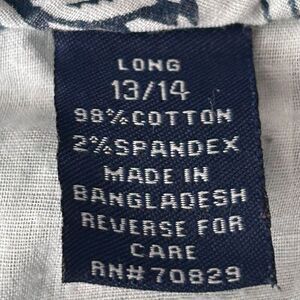 LONG
13/14
98%COTTON
2%SPANDEX
MADE IN
BANGLADESH
REVERSE FOR
CARE
RN# 70829